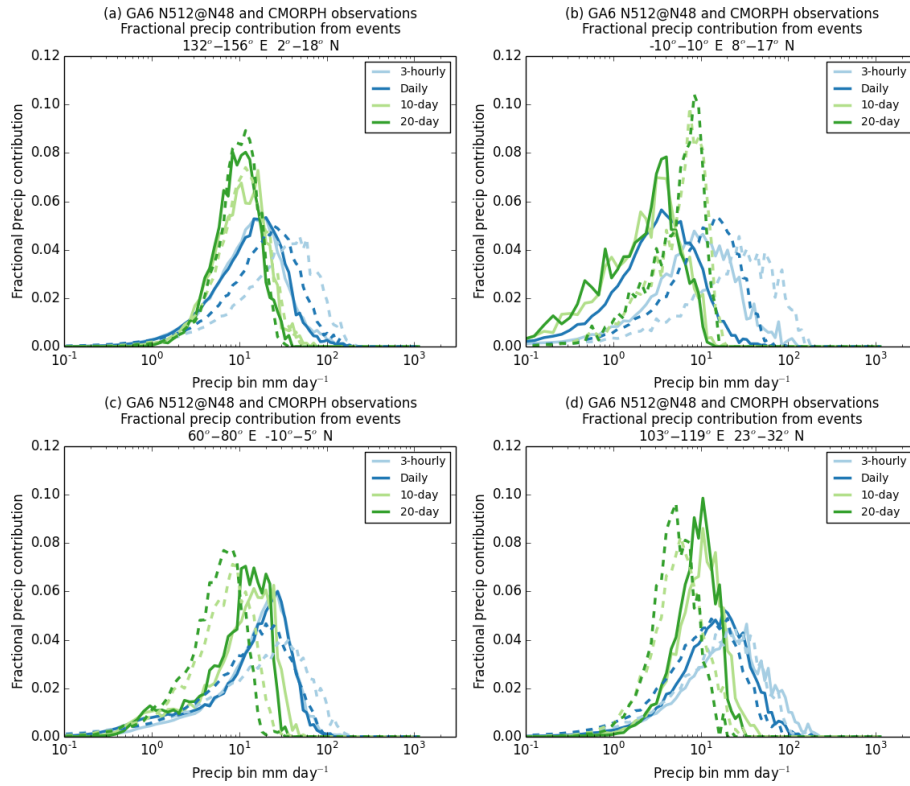 (a) GA6 N512@N48 and CMORPH observations
Fractional precip contribution from events
132°−156° E 2°−18° N
Fractional precip contribution
0.12
0.10
0.08
0.06
0.04
0.02
0.00
3-hourly
Daily
10-day
20-day
10⁻¹ 10⁰ 10¹ 10² 10³
Precip bin mm day⁻¹
(b) GA6 N512@N48 and CMORPH observations
Fractional precip contribution from events
-10°−10° E 8°−17° N
Fractional precip contribution
0.12
0.10
0.08
0.06
0.04
0.02
0.00
3-hourly
Daily
10-day
20-day
10⁻¹ 10⁰ 10¹ 10² 10³
Precip bin mm day⁻¹
(c) GA6 N512@N48 and CMORPH observations
Fractional precip contribution from events
60°−80° E -10°−5° N
Fractional precip contribution
0.12
0.10
0.08
0.06
0.04
0.02
0.00
3-hourly
Daily
10-day
20-day
10⁻¹ 10⁰ 10¹ 10² 10³
Precip bin mm day⁻¹
(d) GA6 N512@N48 and CMORPH observations
Fractional precip contribution from events
103°−119° E 23°−32° N
Fractional precip contribution
0.12
0.10
0.08
0.06
0.04
0.02
0.00
3-hourly
Daily
10-day
20-day
10⁻¹ 10⁰ 10¹ 10² 10³
Precip bin mm day⁻¹